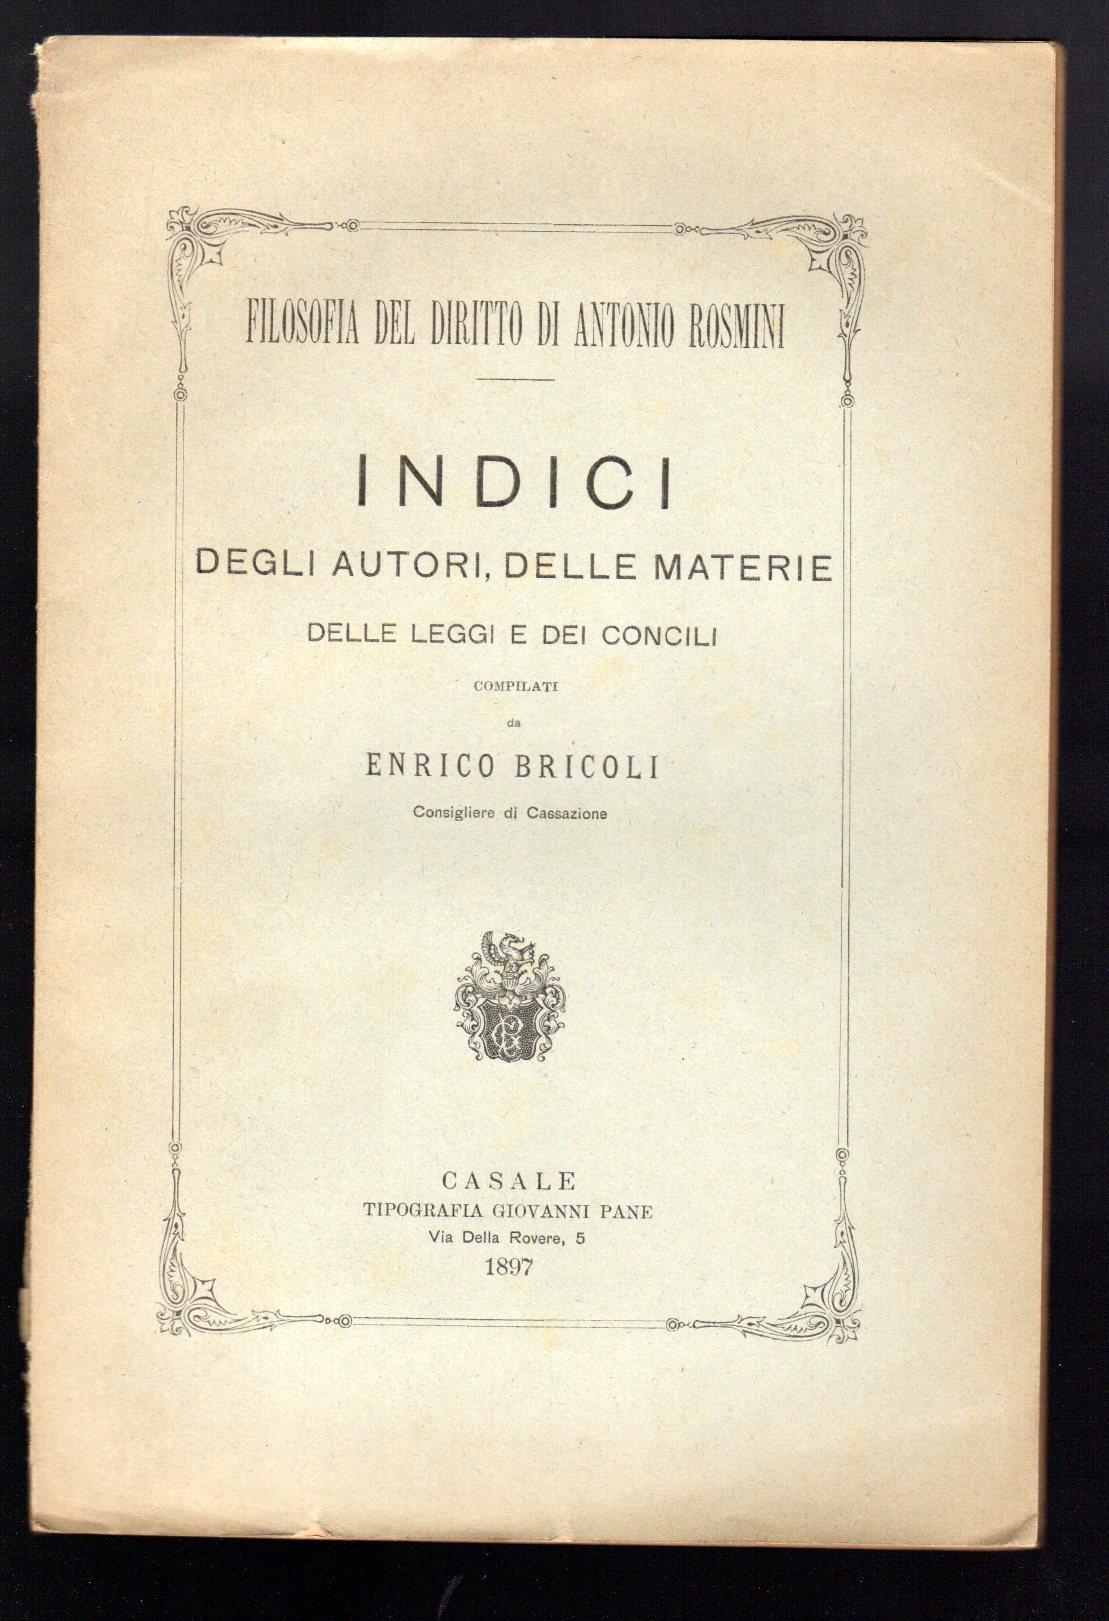 FILOSOFIA DEL DIRITTO DI ANTONIO ROSMINI
INDICI
DEGLI AUTORI, DELLE MATERIE
DELLE LEGGI E DEI CONCILI
COMPILATI
da
ENRICO BRICOLI
Consigliere di Cassazione
CASALE
TIPOGRAFIA GIOVANNI PANE
Via Della Rovere, 5
1897